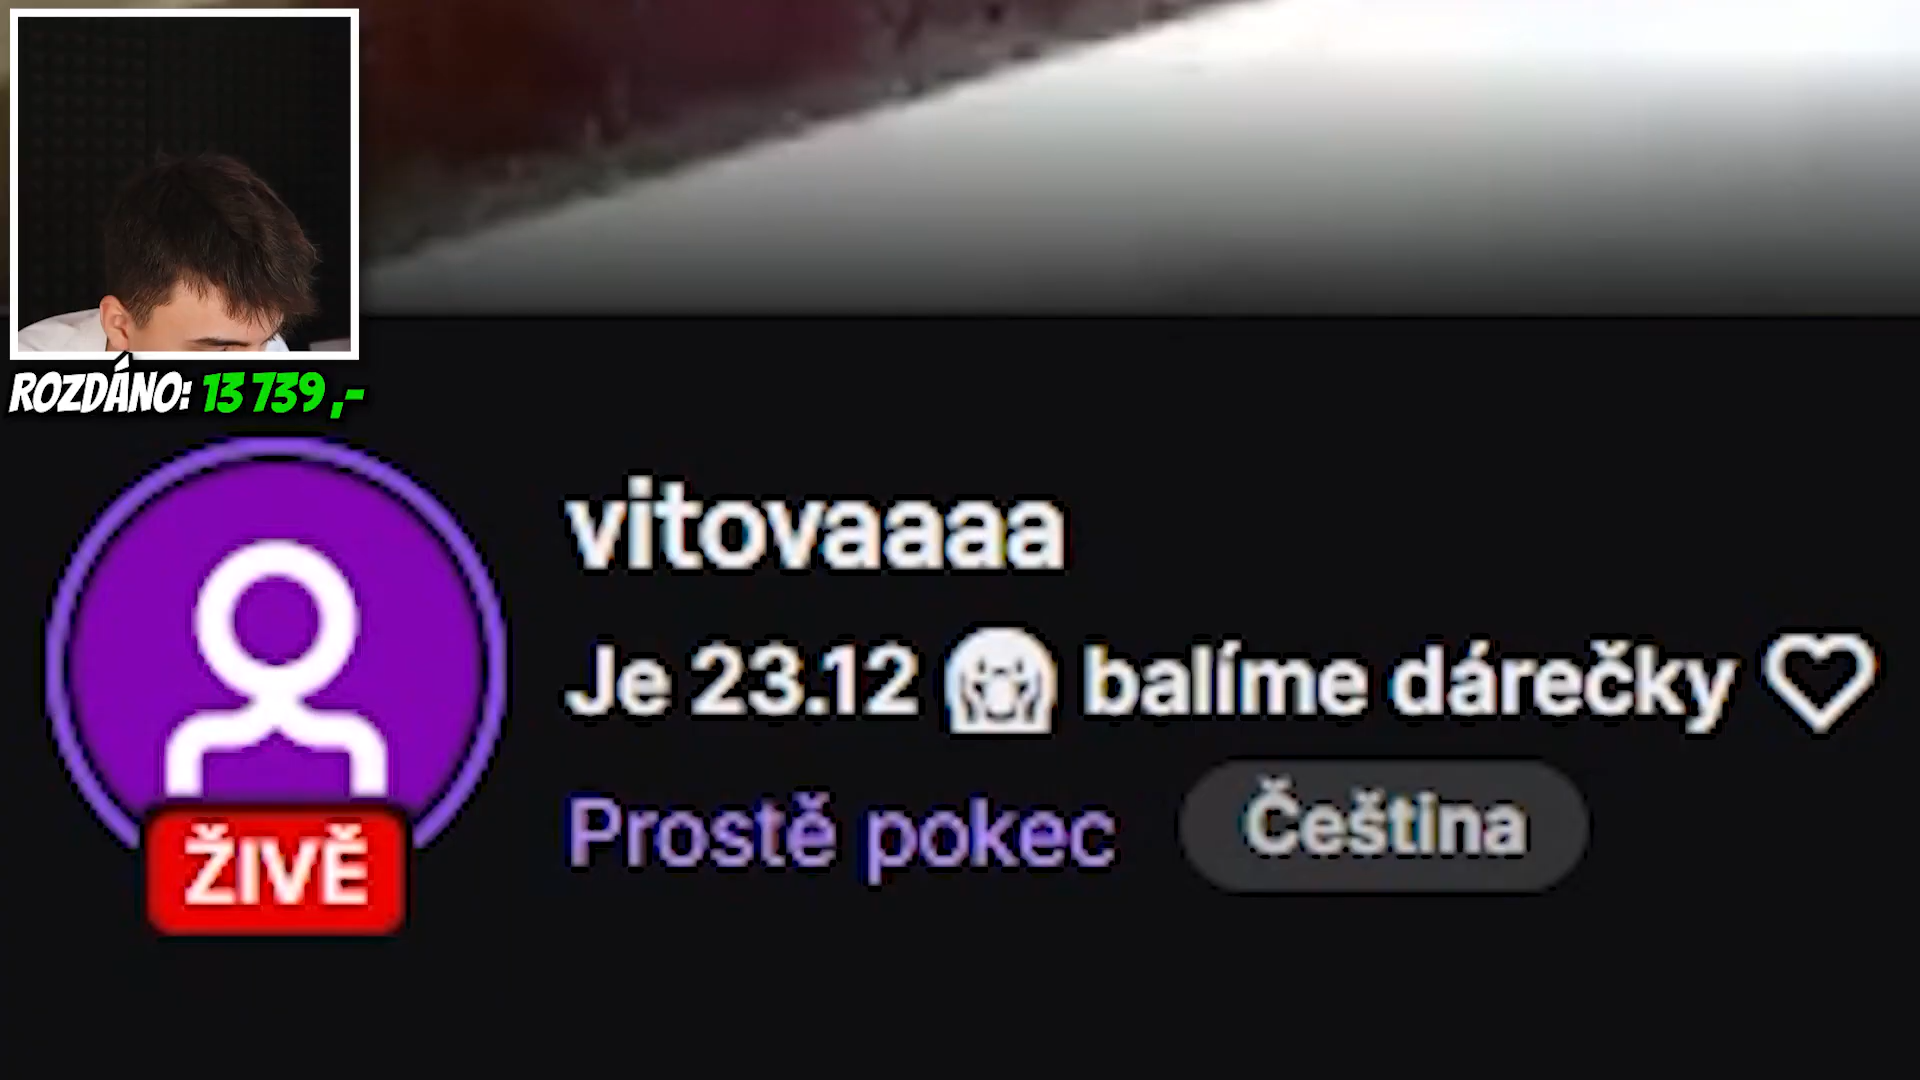 ROZDÁNO: 13 739 ,-
vitovaaaa
Je 23.12 😱 balíme dárečky ♡
Prostě pokec
Čeština
ŽIVĚ